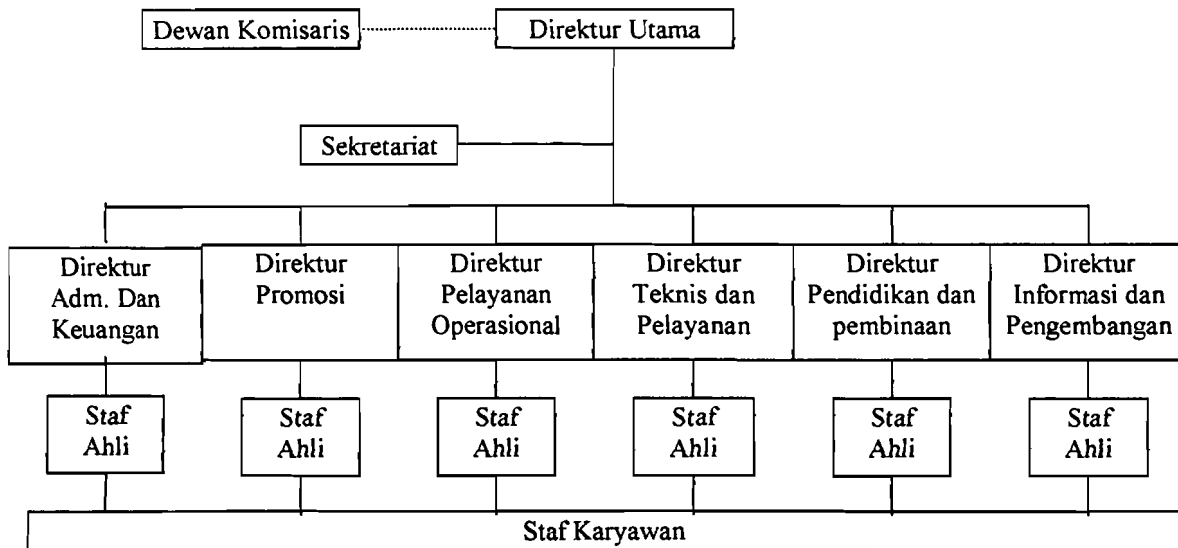 Dewan Komisaris
Direktur Utama
Sekretariat
Direktur
Adm. Dan
Keuangan
Direktur
Promosi
Direktur
Pelayanan
Operasional
Direktur
Teknis dan
Pelayanan
Direktur
Pendidikan dan
pembinaan
Direktur
Informasi dan
Pengembangan
Staf
Ahli
Staf
Ahli
Staf
Ahli
Staf
Ahli
Staf
Ahli
Staf
Ahli
Staf Karyawan